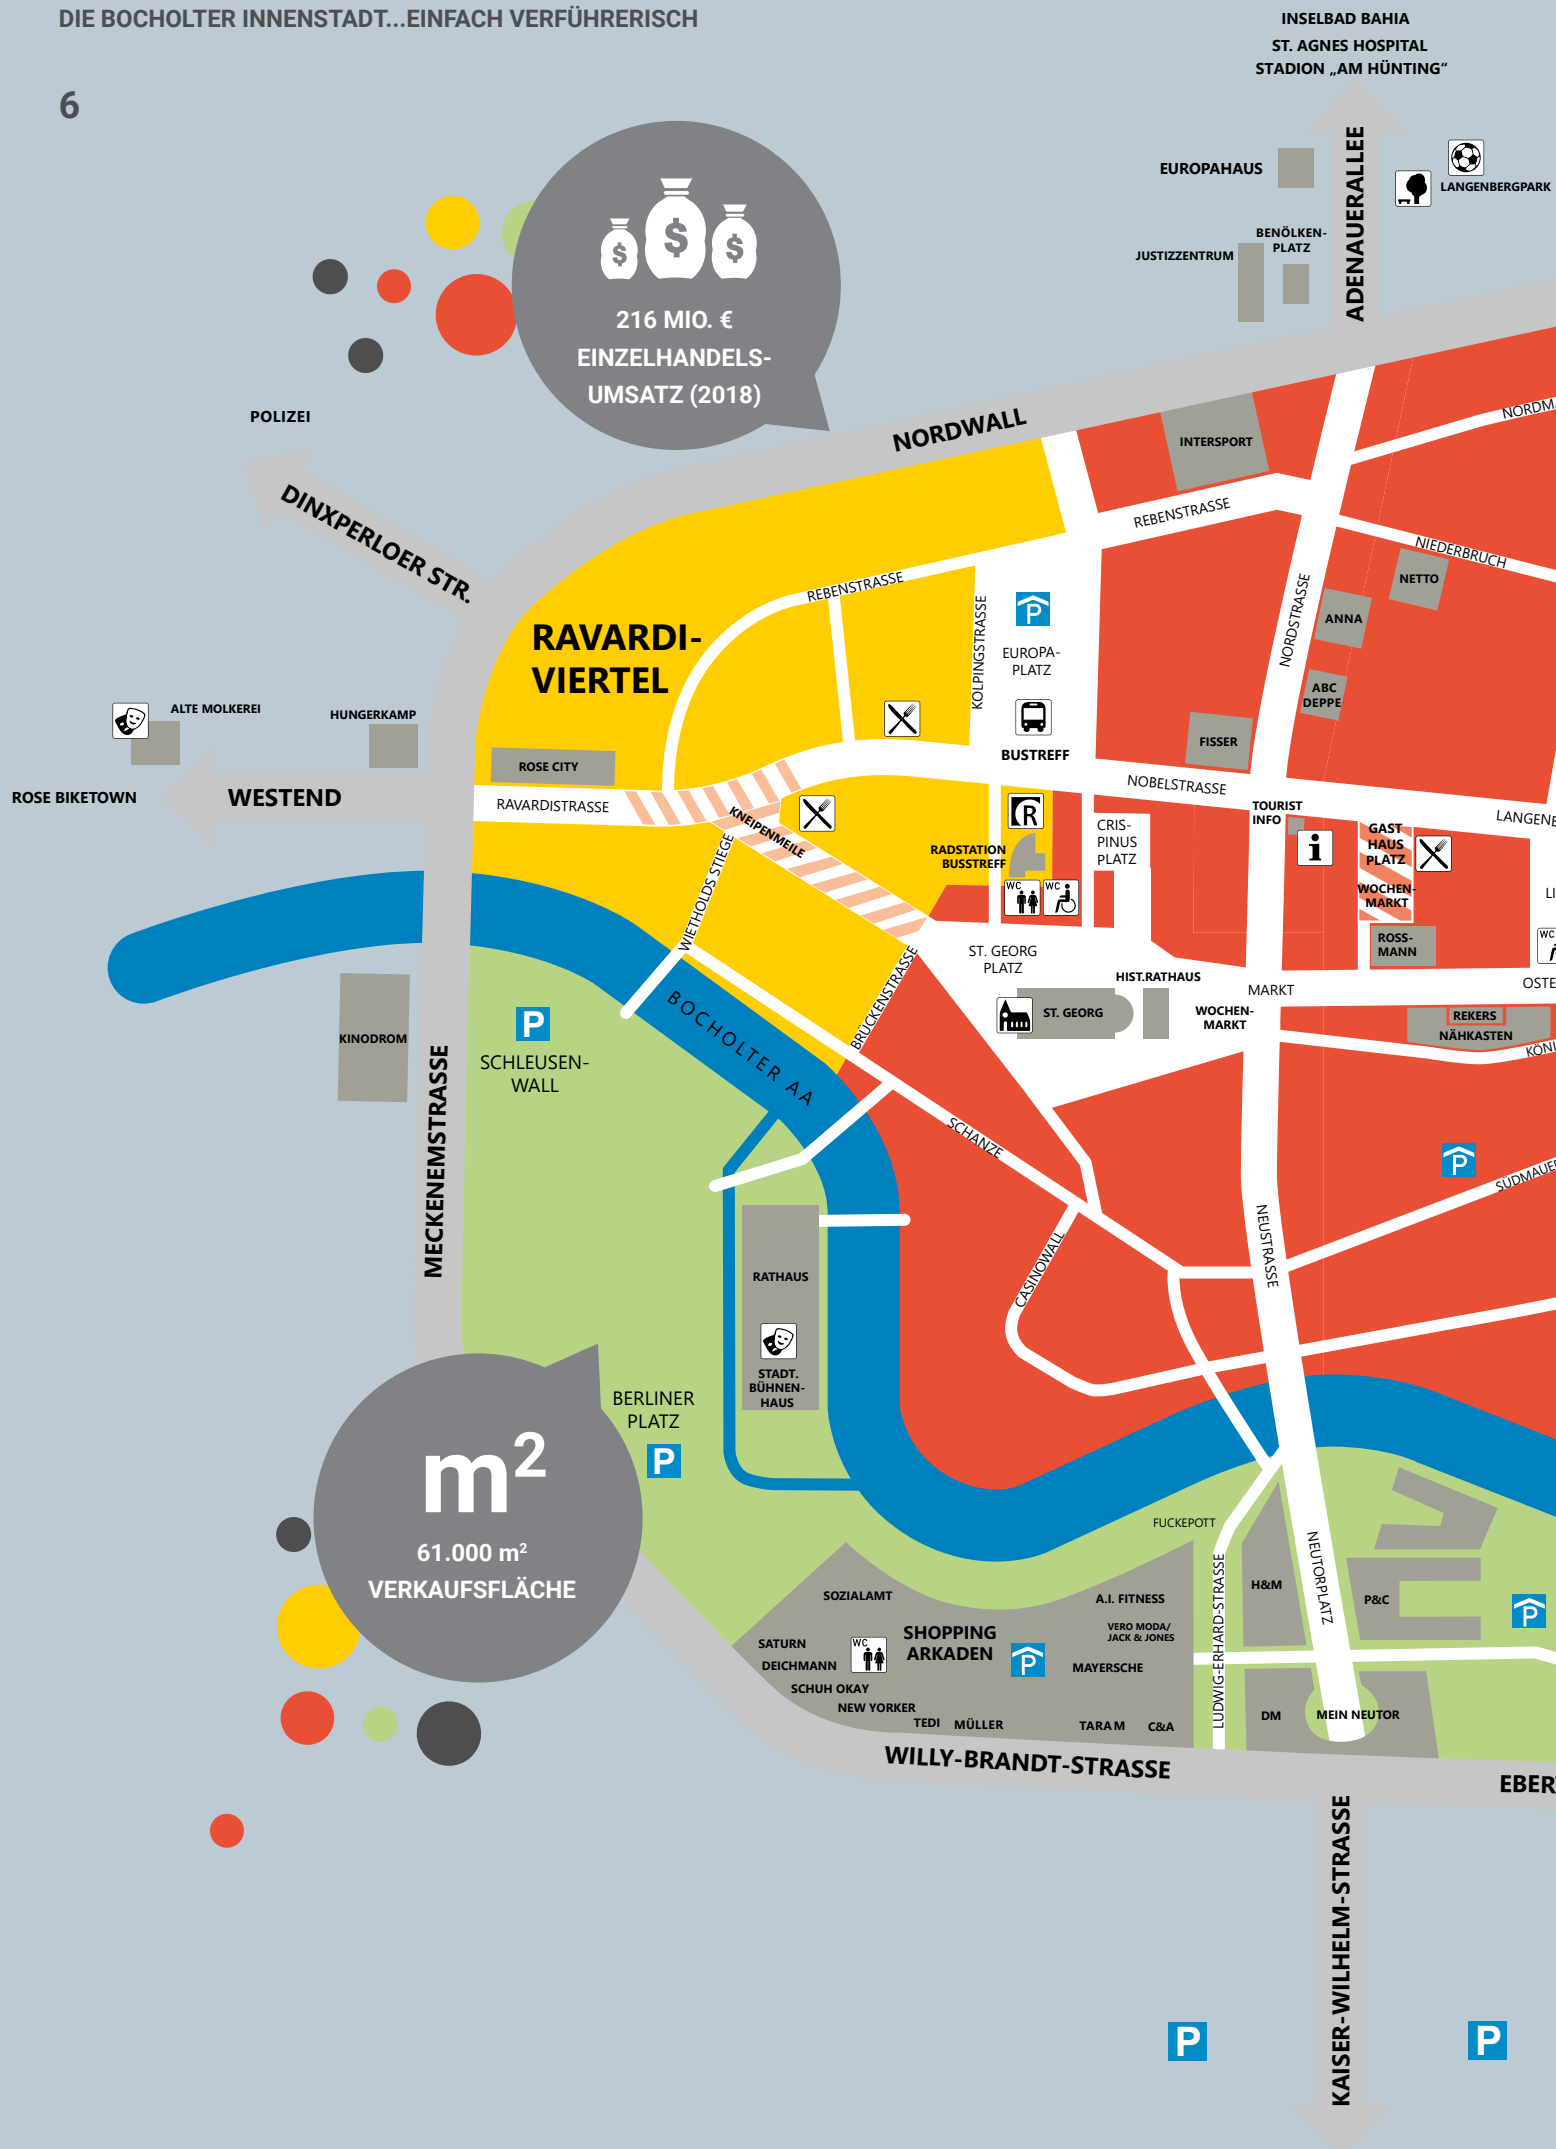 DIE BOCHOLTER INNENSTADT...EINFACH VERFÜHRERISCH
6
INSELBAD BAHIA
ST. AGNES HOSPITAL
STADION „AM HÜNTING“
ADENAUERALLEE
EUROPAHAUS
LANGENBERGPARK
BENÖLKEN-
PLATZ
JUSTIZZENTRUM
$
$
$
216 MIO. €
EINZELHANDELS-
UMSATZ (2018)
POLIZEI
DINXPERLOER STR.
NORDWALL
INTERSPORT
REBENSTRASSE
NIEDERBRUCH
NETTO
ANNA
NORDSTRASSE
ABC
DEPPE
FISSER
REBENSTRASSE
KOLPINGSTRASSE
P
EUROPA-
PLATZ
BUSTREFF
RAVARDI-
VIERTEL
ALTE MOLKEREI
HUNGERKAMP
ROSE BIKETOWN
WESTEND
ROSE CITY
RAVARDISTRASSE
KNEIPENMEILE
WIETHOLDS STIEGE
NOBELSTRASSE
TOURIST
INFO
i
GAST
HAUS
PLATZ
WOCHEN-
MARKT
ROSS-
MANN
WC
R
RADSTATION
BUSSTREFF
WC
WC
CRIS-
PINUS
PLATZ
ST. GEORG
PLATZ
HIST.RATHAUS
ST. GEORG
WOCHEN-
MARKT
MARKT
REKERS
NÄHKASTEN
BRÜCKENSTRASSE
BOCHOLTER AA
KINODROM
MECKENEMSTRASSE
P
SCHLEUSEN-
WALL
SCHANZE
CASINOWALL
NEUSTRASSE
P
RATHAUS
STADT.
BÜHNEN-
HAUS
BERLINER
PLATZ
P
m²
61.000 m²
VERKAUFSFLÄCHE
FUCKEPOTT
LUDWIG-ERHARD-STRASSE
H&M
NEUTORPLATZ
P&C
P
SOZIALAMT
A.I. FITNESS
SHOPPING
ARKADEN
VERO MODA/
JACK & JONES
SATURN
WC
P
DEICHMANN
MAYERSCHE
SCHUH OKAY
NEW YORKER
TEDI
MÜLLER
TARA M
C&A
DM
MEIN NEUTOR
WILLY-BRANDT-STRASSE
KAISER-WILHELM-STRASSE
P
P